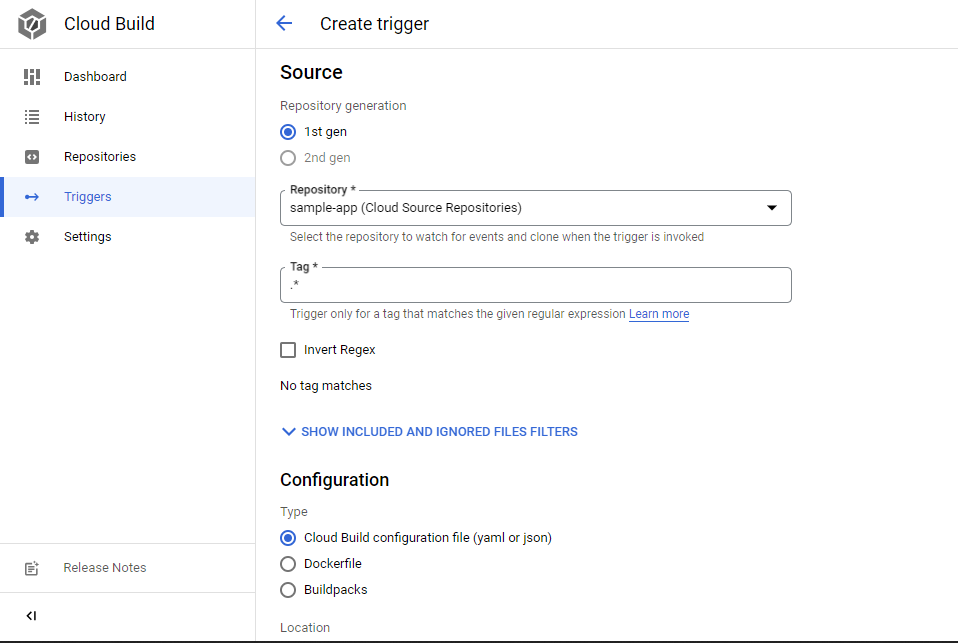 Cloud Build
Create trigger
Dashboard
History
Repositories
Triggers
Settings
Release Notes
Source
Repository generation
1st gen
2nd gen
Repository *
sample-app (Cloud Source Repositories)
Select the repository to watch for events and clone when the trigger is invoked
Tag *
.*
Trigger only for a tag that matches the given regular expression Learn more
Invert Regex
No tag matches
SHOW INCLUDED AND IGNORED FILES FILTERS
Configuration
Type
Cloud Build configuration file (yaml or json)
Dockerfile
Buildpacks
Location